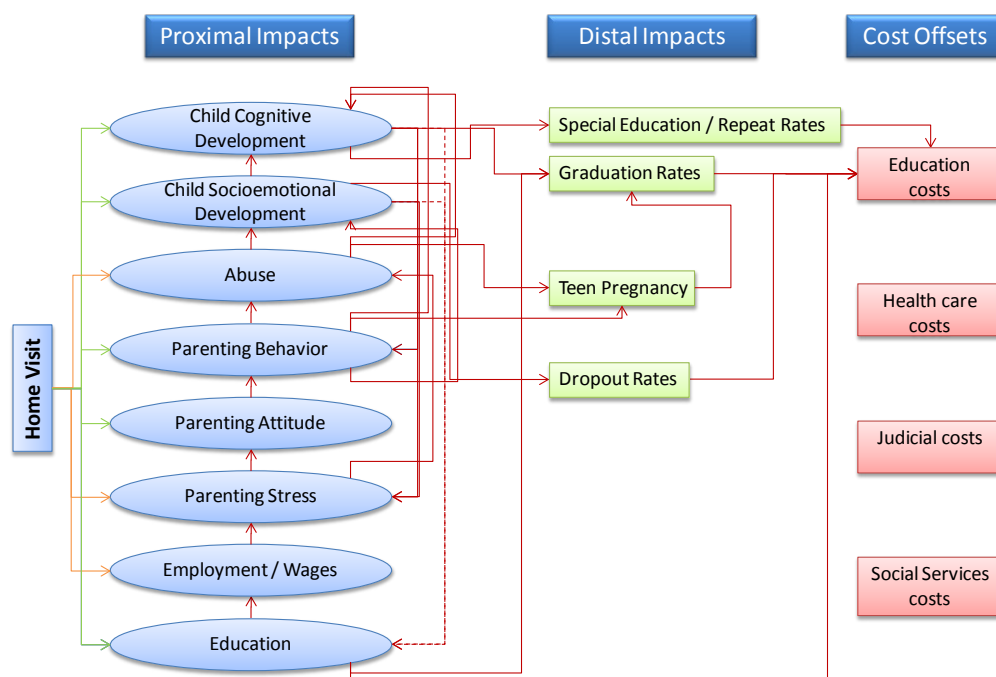 Proximal Impacts
Distal Impacts
Cost Offsets
Child Cognitive
Development
Special Education / Repeat Rates
Graduation Rates
Education
costs
Child Socioemotional
Development
Abuse
Teen Pregnancy
Health care
costs
Home Visit
Parenting Behavior
Dropout Rates
Parenting Attitude
Judicial costs
Parenting Stress
Employment / Wages
Social Services
costs
Education